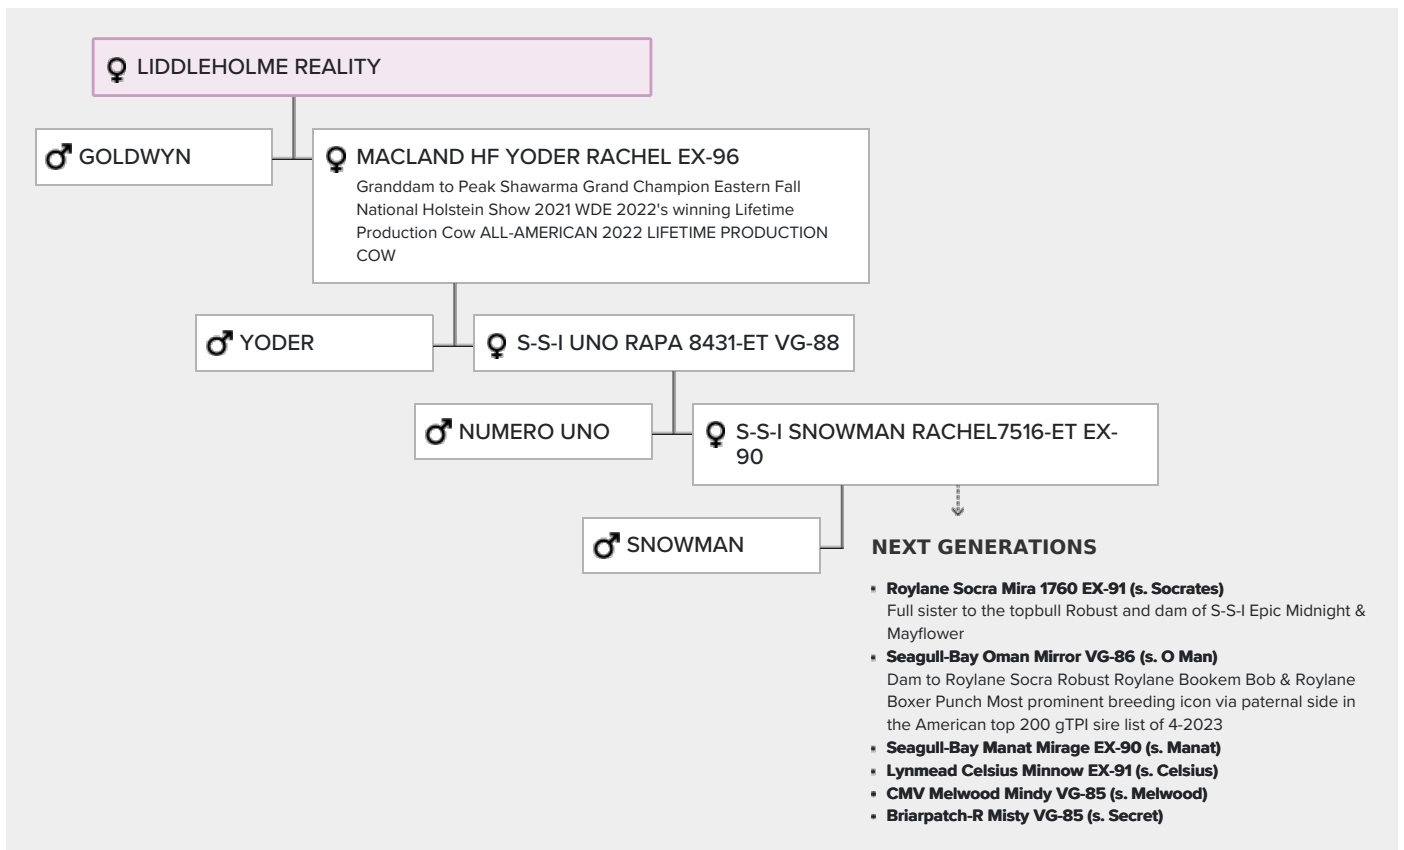 LIDDLEHOLME REALITY
GOLDWYN
MACLAND HF YODER RACHEL EX-96
Granddam to Peak Shawarma Grand Champion Eastern Fall
National Holstein Show 2021 WDE 2022's winning Lifetime
Production Cow ALL-AMERICAN 2022 LIFETIME PRODUCTION
COW
YODER
S-S-I UNO RAPA 8431-ET VG-88
NUMERO UNO
S-S-I SNOWMAN RACHEL7516-ET EX-
90
SNOWMAN
NEXT GENERATIONS
Roylane Socra Mira 1760 EX-91 (s. Socrates)
Full sister to the topbull Robust and dam of S-S-I Epic Midnight &
Mayflower
Seagull-Bay Oman Mirror VG-86 (s. O Man)
Dam to Roylane Socra Robust Roylane Bookem Bob & Roylane
Boxer Punch Most prominent breeding icon via paternal side in
the American top 200 gTPI sire list of 4-2023
Seagull-Bay Manat Mirage EX-90 (s. Manat)
Lynmead Celsius Minnow EX-91 (s. Celsius)
CMV Melwood Mindy VG-85 (s. Melwood)
Briarpatch-R Misty VG-85 (s. Secret)